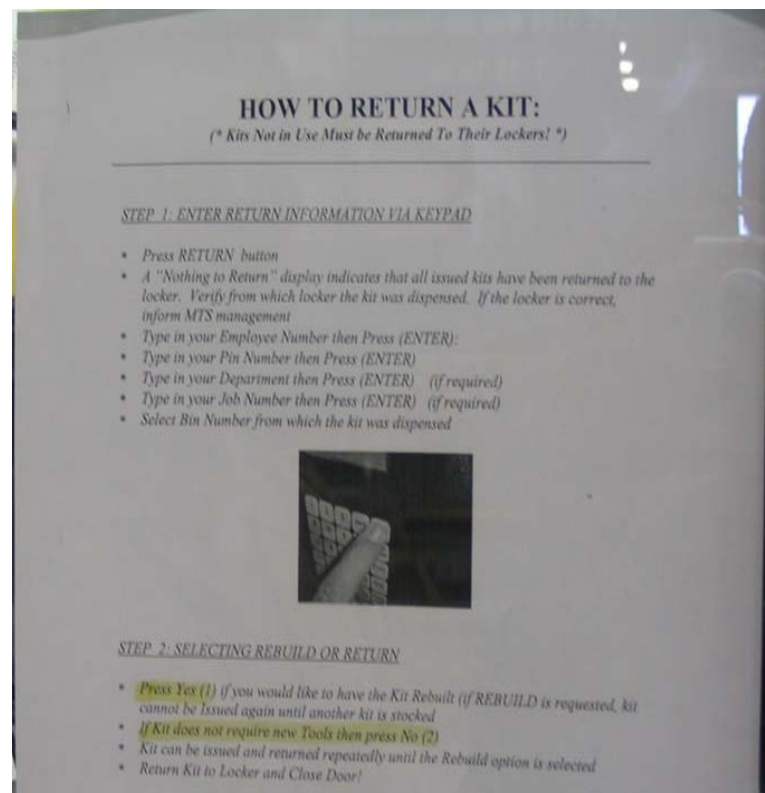 HOW TO RETURN A KIT:
(* Kits Not in Use Must be Returned To Their Lockers! *)
STEP 1: ENTER RETURN INFORMATION VIA KEYPAD
• Press RETURN button
• A "Nothing to Return" display indicates that all issued kits have been returned to the
locker. Verify from which locker the kit was dispensed. If the locker is correct,
inform MTS management
• Type in your Employee Number then Press (ENTER):
• Type in your Pin Number then Press (ENTER)
• Type in your Department then Press (ENTER) (if required)
• Type in your Job Number then Press (ENTER) (if required)
• Select Bin Number from which the kit was dispensed
STEP 2: SELECTING REBUILD OR RETURN
• Press Yes (1) if you would like to have the Kit Rebuilt (if REBUILD is requested, kit
cannot be Issued again until another kit is stocked
• If Kit does not require new Tools then press No (2)
• Kit can be issued and returned repeatedly until the Rebuild option is selected
• Return Kit to Locker and Close Door!